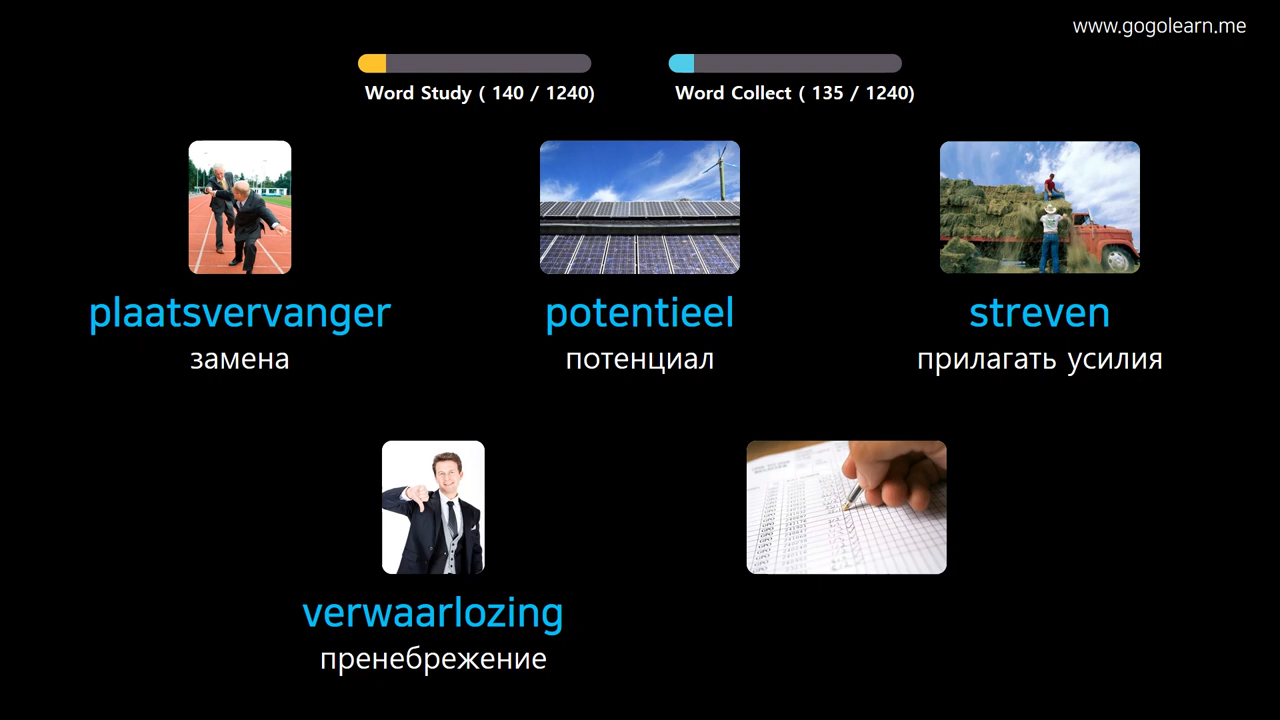 www.gogolearn.me
Word Study ( 140 / 1240)
Word Collect ( 135 / 1240)
plaatsvervanger
замена
potentieel
потенциал
streven
прилагать усилия
verwaarlozing
пренебрежение